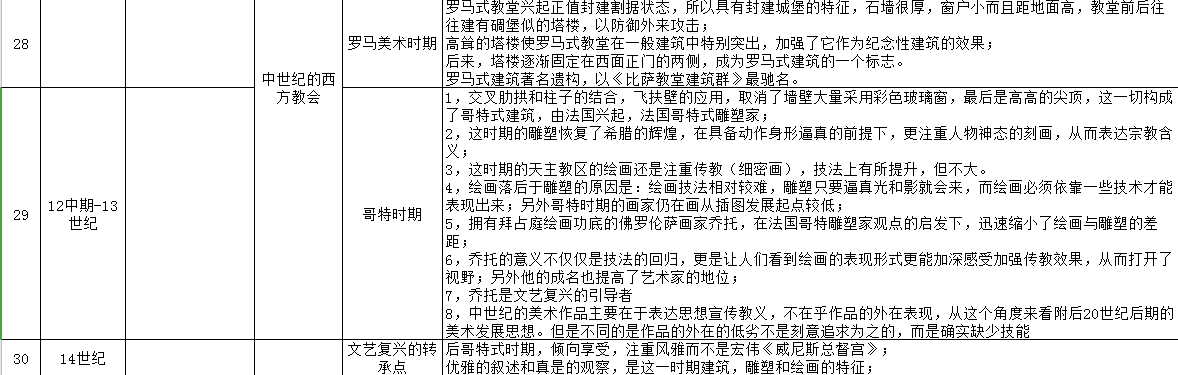 罗马式教堂兴起正值封建割据状态，所以具有封建城堡的特征，石墙很厚，窗户小而且距地面高，教堂前后往
往建有碉堡似的塔楼，以防御外来攻击；
28
罗马美术时期
高耸的塔楼使罗马式教堂在一般建筑中特别突出，加强了它作为纪念性建筑的效果；
后来，塔楼逐渐固定在西面正门的两侧，成为罗马式建筑的一个标志。
罗马式建筑著名遗构，以《比萨教堂建筑群》最驰名。
中世纪的西
方教会
29
12中期-13
世纪
哥特时期
1，交叉肋拱和柱子的结合，飞扶壁的应用，取消了墙壁大量采用彩色玻璃窗，最后是高高的尖顶，这一切构成
了哥特式建筑，由法国兴起，法国哥特式雕塑家；
2，这时期的雕塑恢复了希腊的辉煌，在具备动作身形逼真的前提下，更注重人物神态的刻画，从而表达宗教含
义；
3，这时期的天主教区的绘画还是注重传教（细密画），技法上有所提升，但不大。
4，绘画落后于雕塑的原因是：绘画技法相对较难，雕塑只要逼真光和影就会来，而绘画必须依靠一些技术才能
表现出来；另外哥特时期的画家仍在画从插图发展起点较低；
5，拥有拜占庭绘画功底的佛罗伦萨画家乔托，在法国哥特雕塑家观点的启发下，迅速缩小了绘画与雕塑的差
距；
6，乔托的意义不仅仅是技法的回归，更是让人们看到绘画的表现形式更能加深感受加强传教效果，从而打开了
视野；另外他的成名也提高了艺术家的地位；
7，乔托是文艺复兴的引导者
8，中世纪的美术作品主要在于表达思想宣传教义，不在乎作品的外在表现，从这个角度来看附后20世纪后期的
美术发展思想。但是不同的是作品的外在的低劣不是刻意追求为之的，而是确实缺少技能
30
14世纪
文艺复兴的转
承点
后哥特式时期，倾向享受，注重风雅而不是宏伟《威尼斯总督宫》；
优雅的叙述和真是的观察，是这一时期建筑，雕塑和绘画的特征；